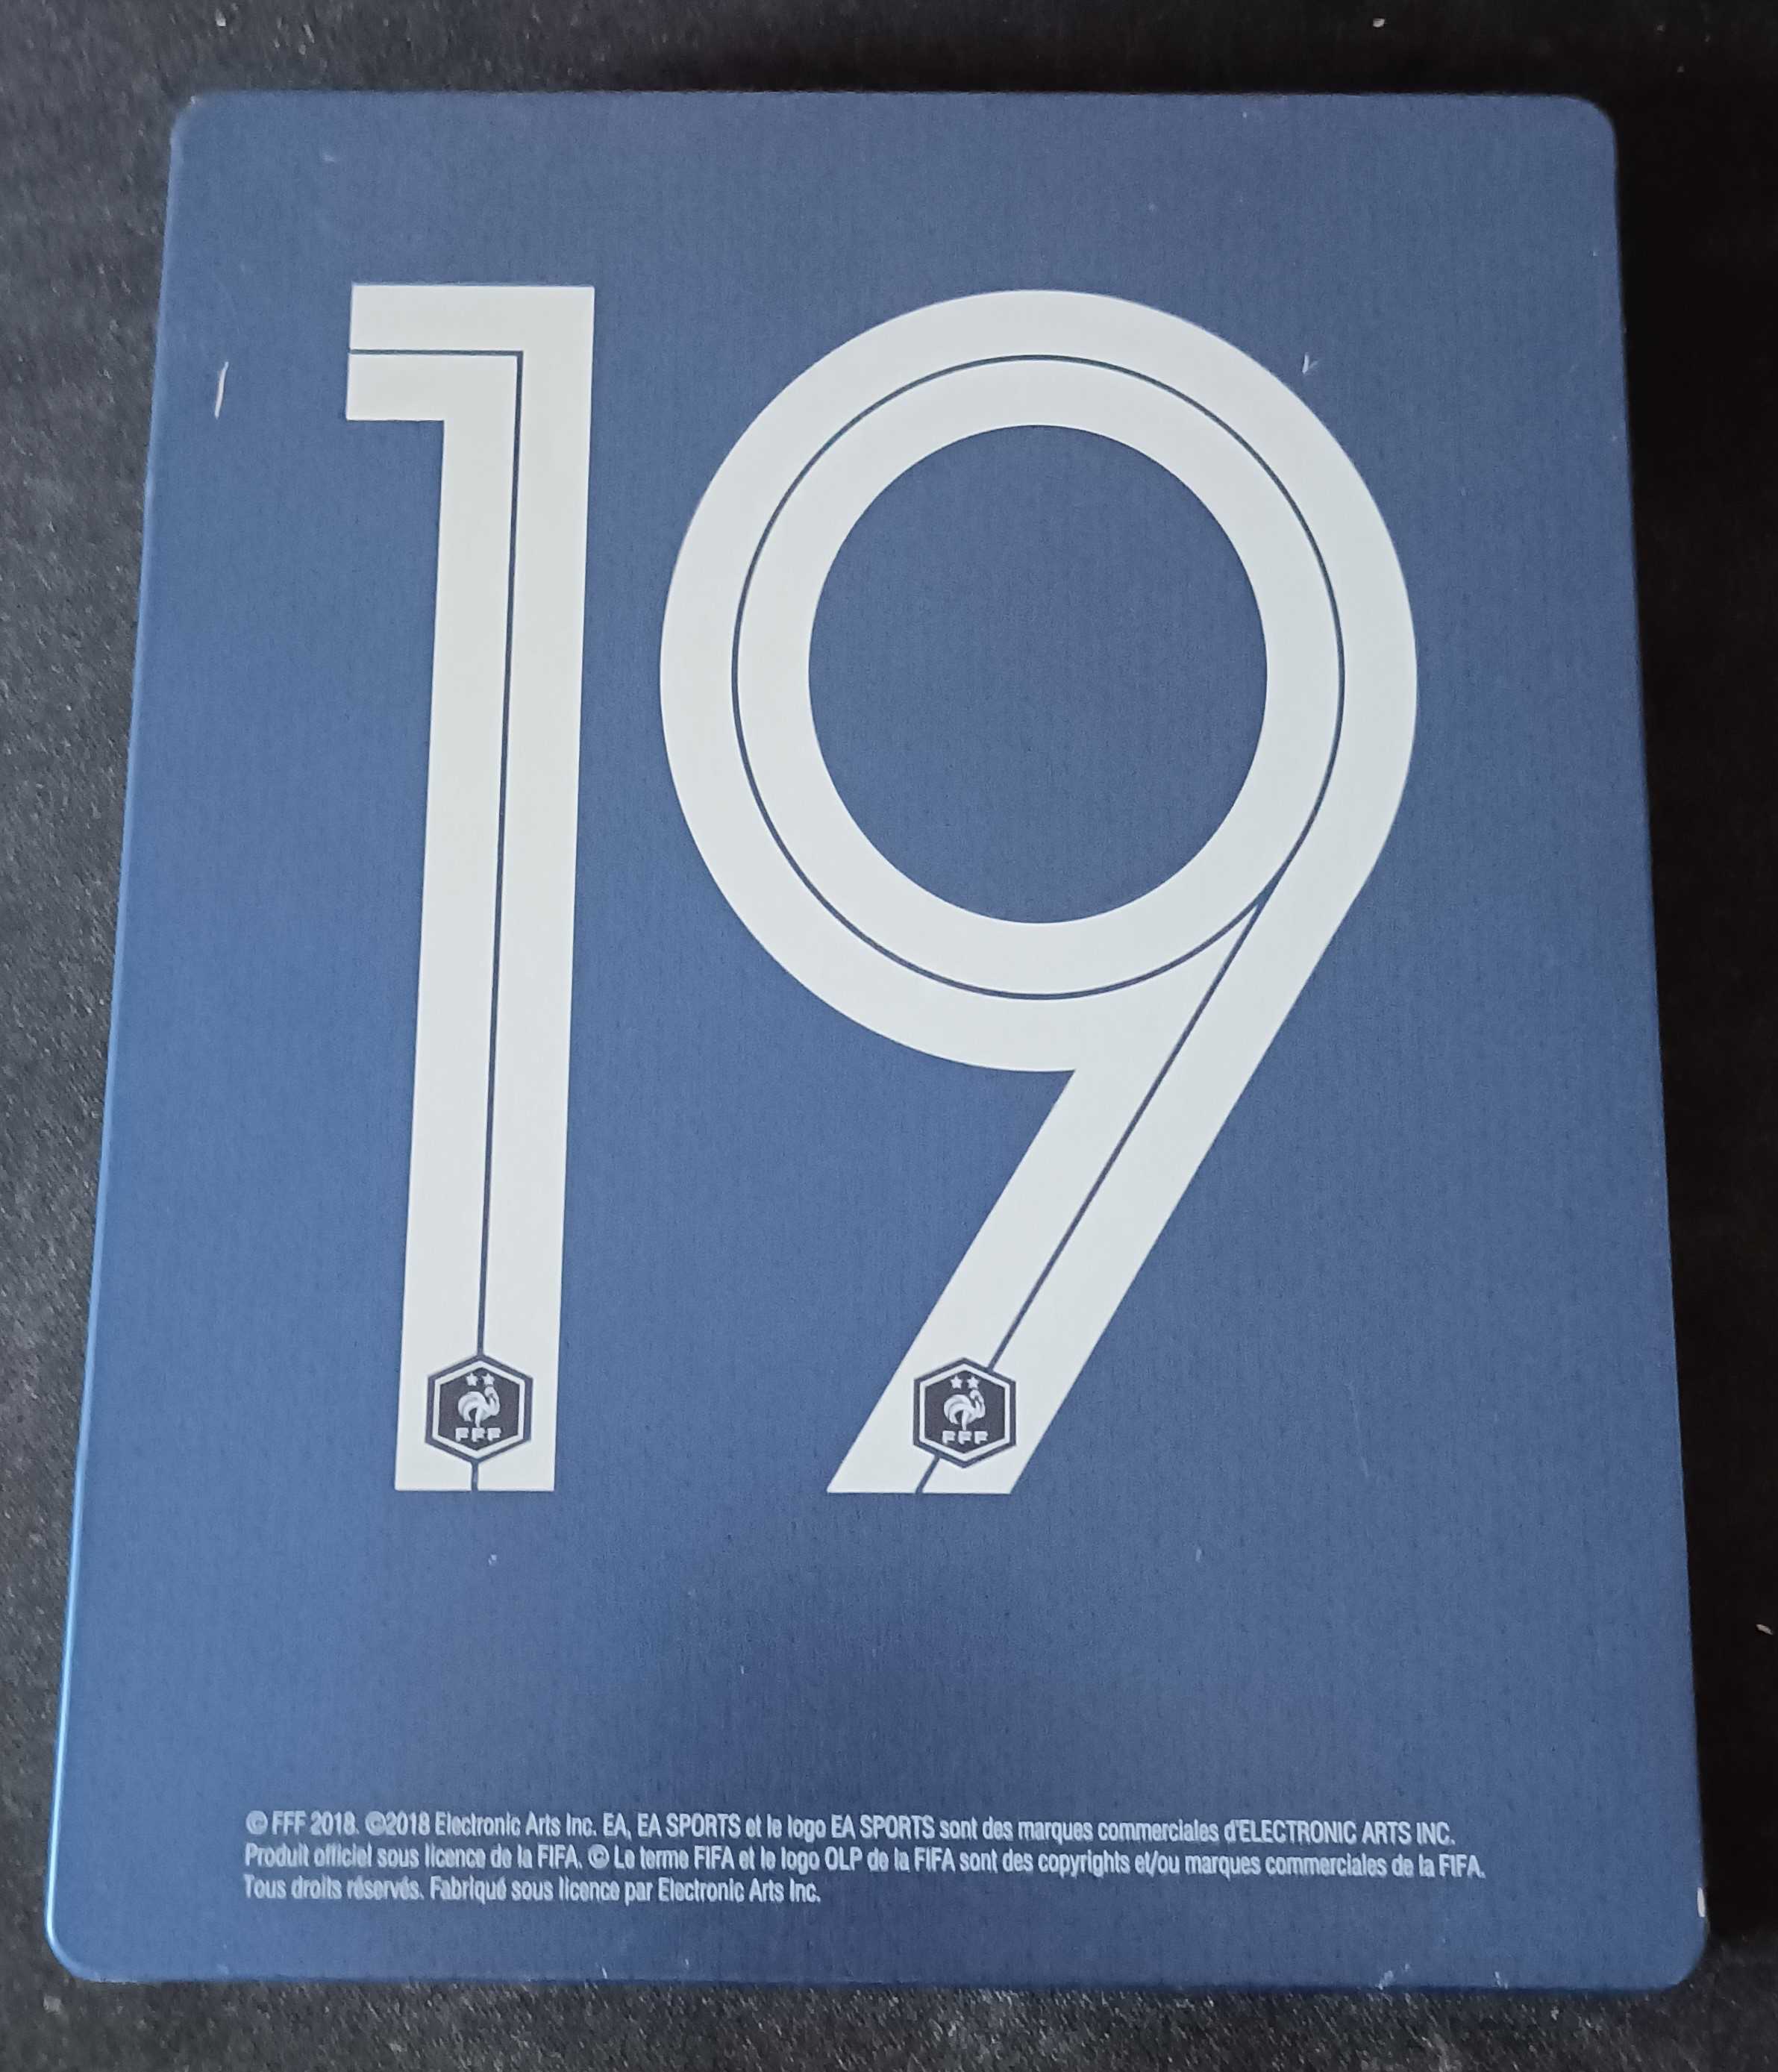 19
FFF FFF
© FFF 2018. ©2018 Electronic Arts Inc. EA, EA SPORTS et le logo EA SPORTS sont des marques commerciales d'ELECTRONIC ARTS INC.
Produit officiel sous licence de la FIFA. © Le terme FIFA et le logo OLP de la FIFA sont des copyrights et/ou marques commerciales de la FIFA.
Tous droits réservés. Fabriqué sous licence par Electronic Arts Inc.